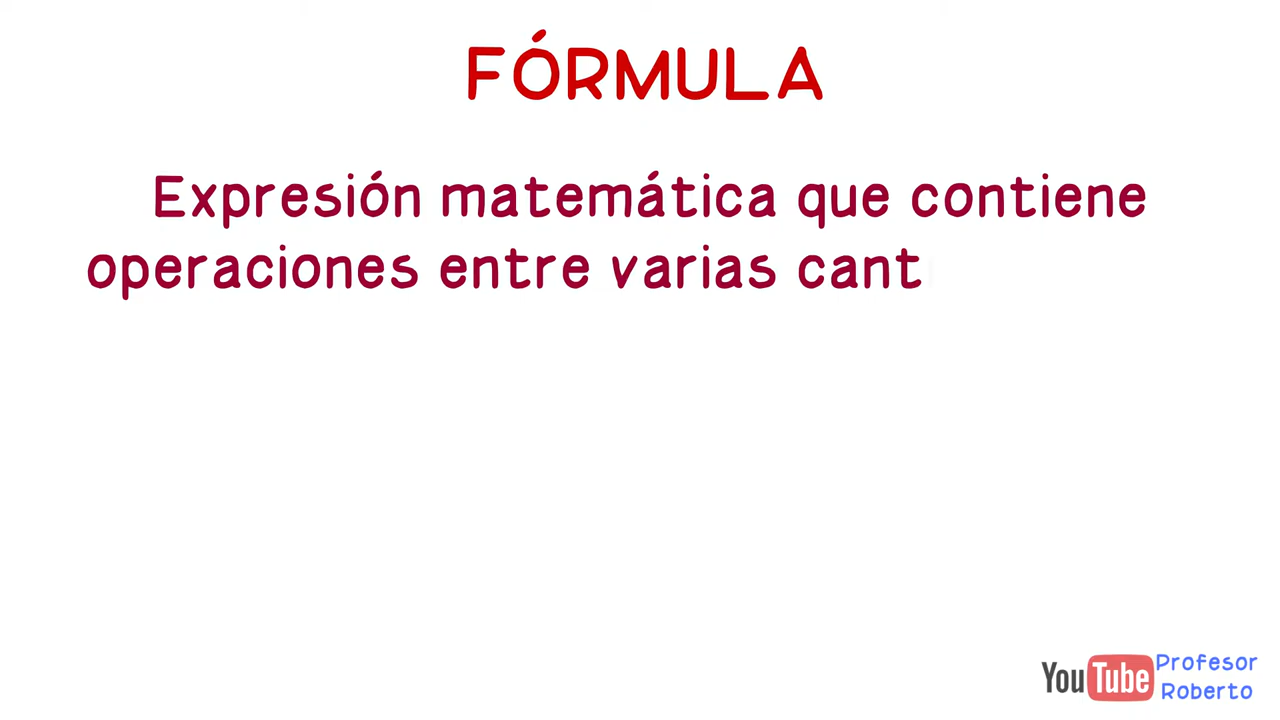 FÓRMULA
Expresión matemática que contiene
operaciones entre varias cant
YouTube Profesor
Roberto